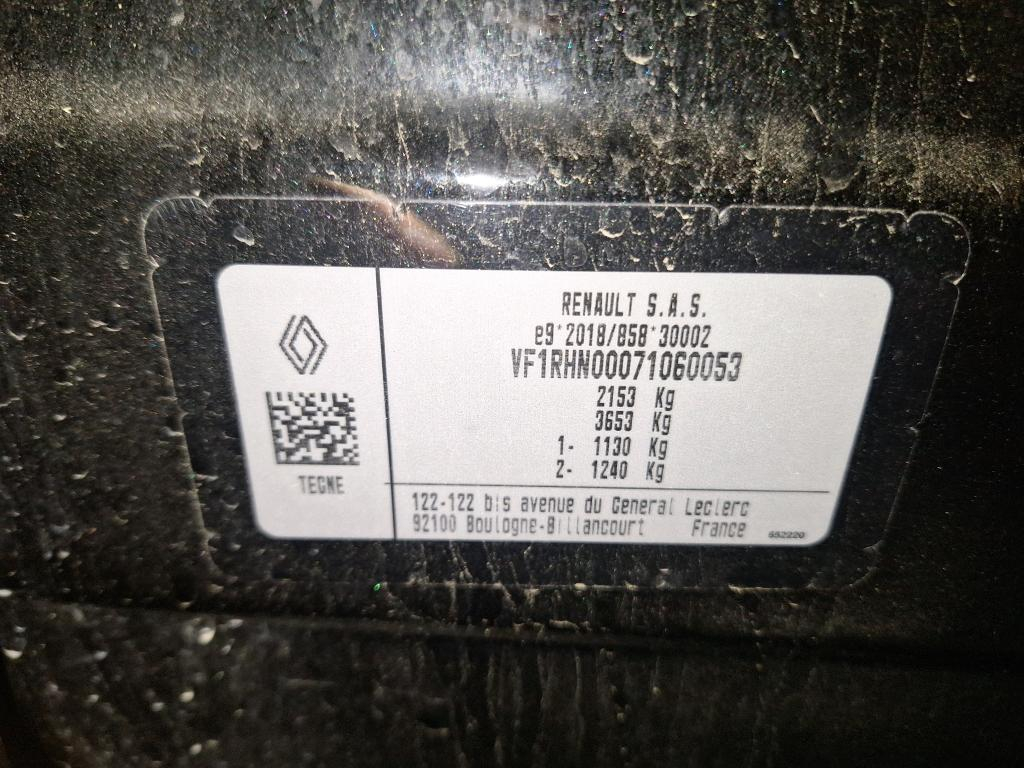 RENAULT S.A.S.
e9*2018/858*30002
VF1RHN00071060053
2153 Kg
3653 Kg
1- 1130 Kg
2- 1240 Kg
TEGNE
122-122 bis avenue du General Leclerc
92100 Boulogne-Billancourt France
652220